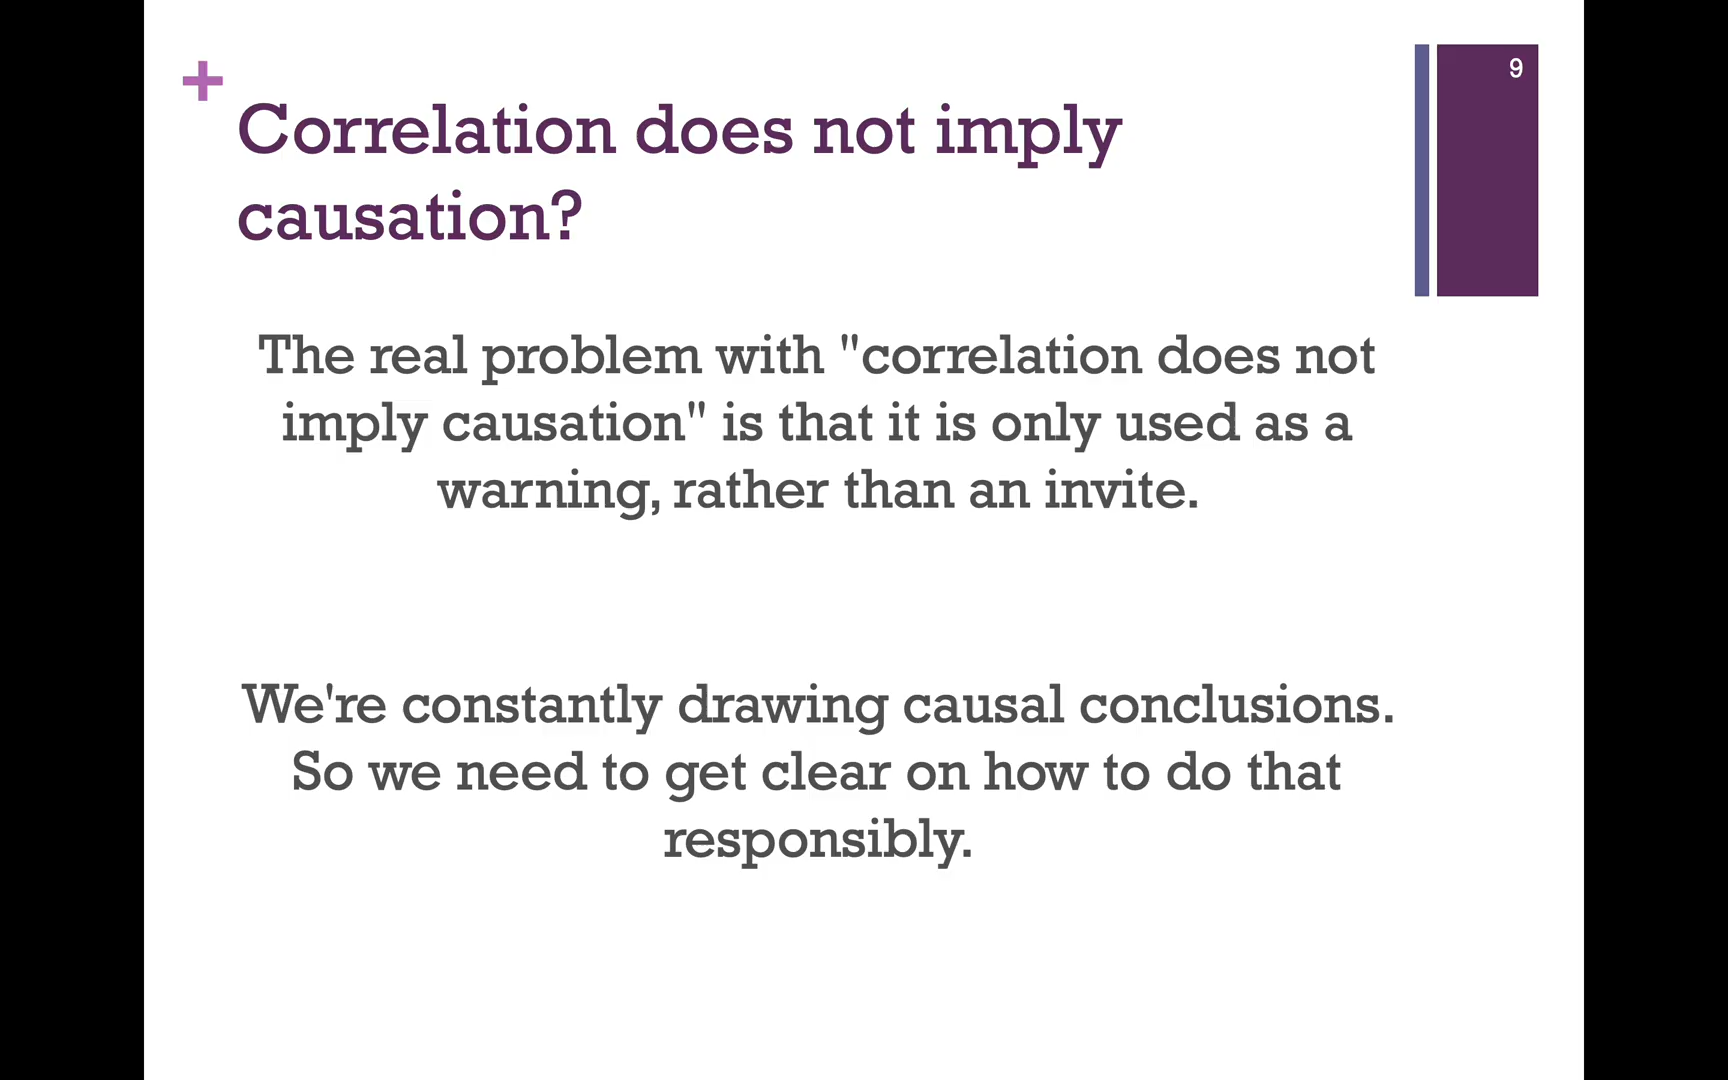 9
+
Correlation does not imply
causation?
The real problem with "correlation does not
imply causation" is that it is only used as a
warning, rather than an invite.
We're constantly drawing causal conclusions.
So we need to get clear on how to do that
responsibly.